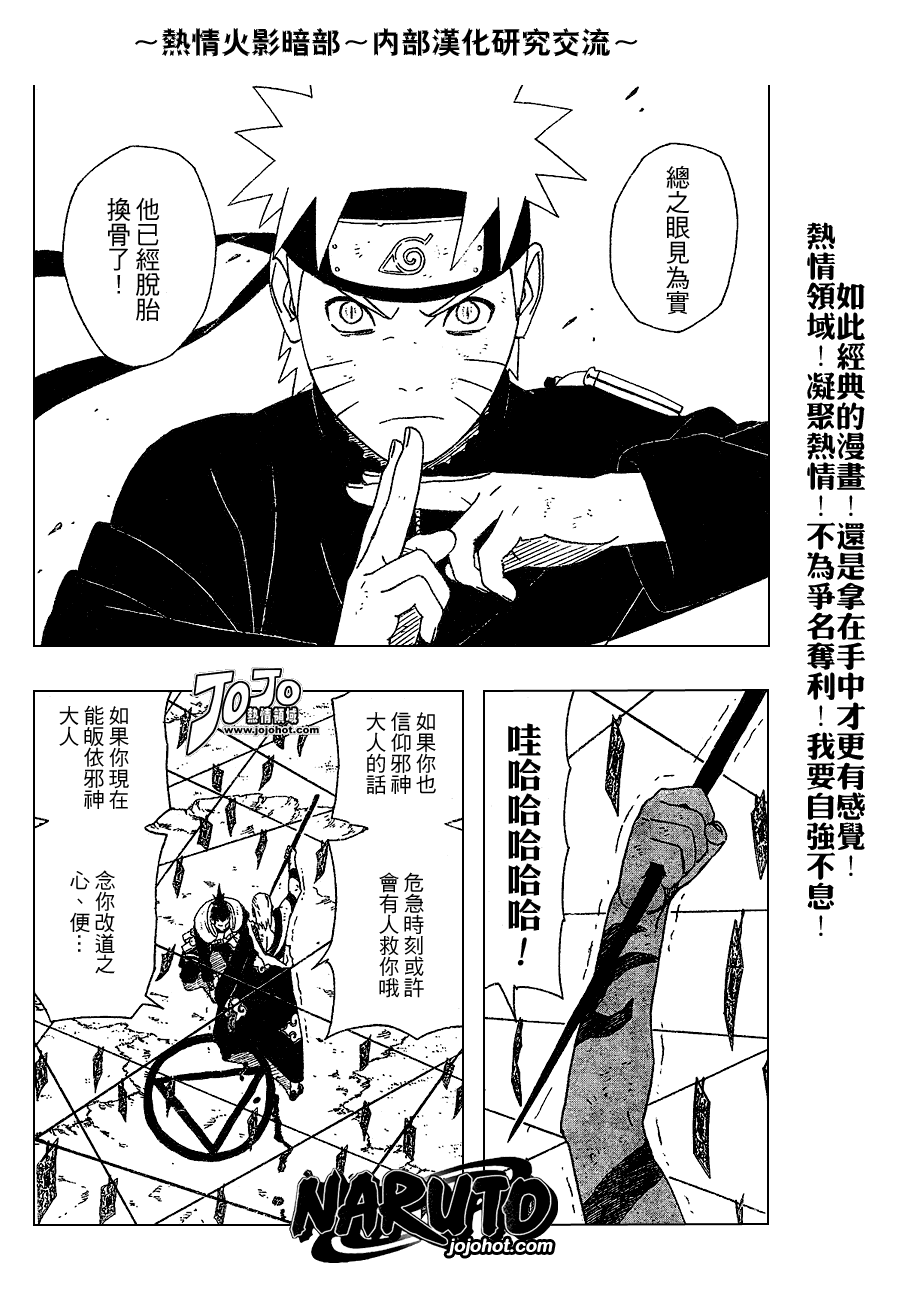 ～熱情火影暗部～内部漢化研究交流～
如此經典的漫畫！還是拿在手中才更有感覺！
熱情領域！凝聚熱情！不為爭名奪利！我要自強不息！
總之眼見為實
他已經脫胎
換骨了！
哇哈哈哈哈哈！
如果你也
信仰邪神
大人的話
危急時刻或許
會有人救你哦
如果你現在
能皈依邪神
大人
念你改道之
心、便…
JOJO
熱情領域
www.jojohot.com
NARUTO
jojohot.com